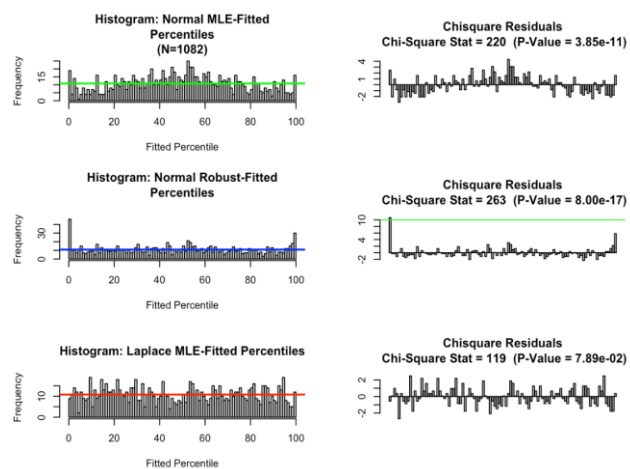 Histogram: Normal MLE-Fitted
Percentiles
(N=1082)
Frequency
0 5 15
0 20 40 60 80 100
Fitted Percentile
Chisquare Residuals
Chi-Square Stat = 220 (P-Value = 3.85e-11)
-2 0 2 4
Histogram: Normal Robust-Fitted
Percentiles
Frequency
0 10 30
0 20 40 60 80 100
Fitted Percentile
Chisquare Residuals
Chi-Square Stat = 263 (P-Value = 8.00e-17)
-2 2 6 10
Histogram: Laplace MLE-Fitted Percentiles
Frequency
0 10
0 20 40 60 80 100
Fitted Percentile
Chisquare Residuals
Chi-Square Stat = 119 (P-Value = 7.89e-02)
-2 0 2